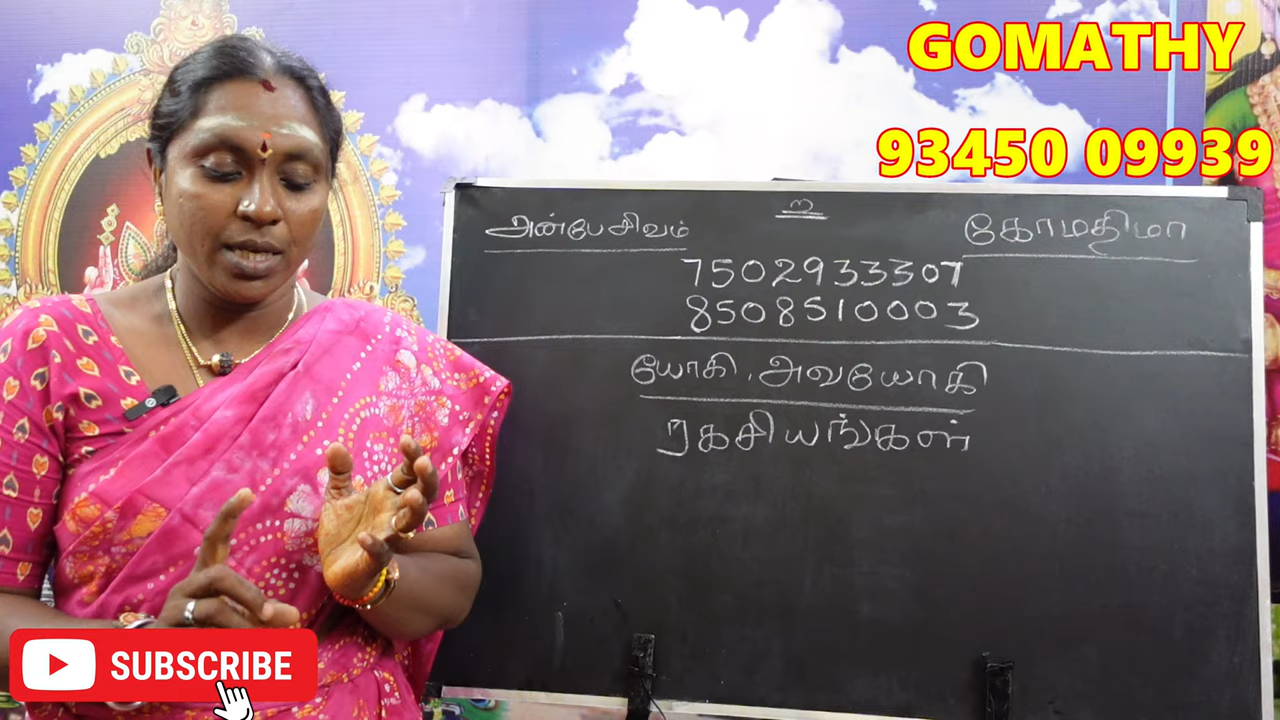 GOMATHY
93450 09939
உ
அன்பே சிவம்
கோமதிமா
7502933307
8508510003
யோகி, அவயோகி
ரகசியங்கள்
SUBSCRIBE